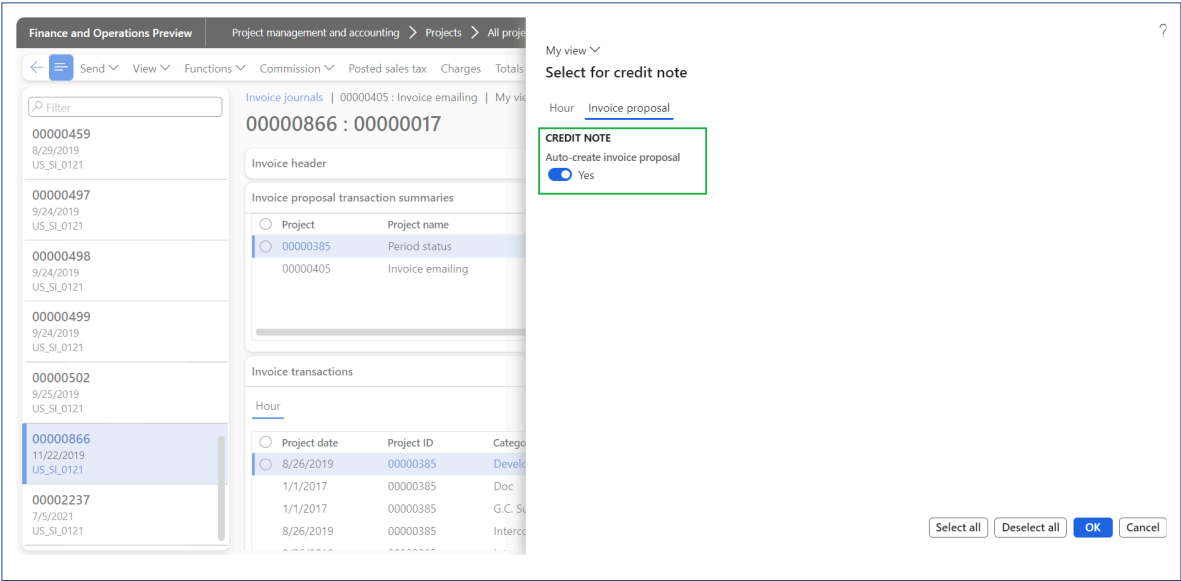 Finance and Operations Preview
Project management and accounting > Projects > All proje
?
Send View Functions Commission Posted sales tax Charges Totals
Filter
00000459
8/29/2019
US_SI_0121
00000497
9/24/2019
US_SI_0121
00000498
9/24/2019
US_SI_0121
00000499
9/24/2019
US_SI_0121
00000502
9/25/2019
US_SI_0121
00000866
11/22/2019
US_SI_0121
00002237
7/5/2021
US_SI_0121
Invoice journals | 00000405 : Invoice emailing | My vie
00000866 : 00000017
Invoice header
Invoice proposal transaction summaries
Project Project name
00000385 Period status
00000405 Invoice emailing
Invoice transactions
Hour
Project date Project ID Catego
8/26/2019 00000385 Develo
1/1/2017 00000385 Doc
1/1/2017 00000385 G.C. Su
8/26/2019 00000385 Interco
My view
Select for credit note
Hour Invoice proposal
CREDIT NOTE
Auto-create invoice proposal
Yes
Select all Deselect all OK Cancel